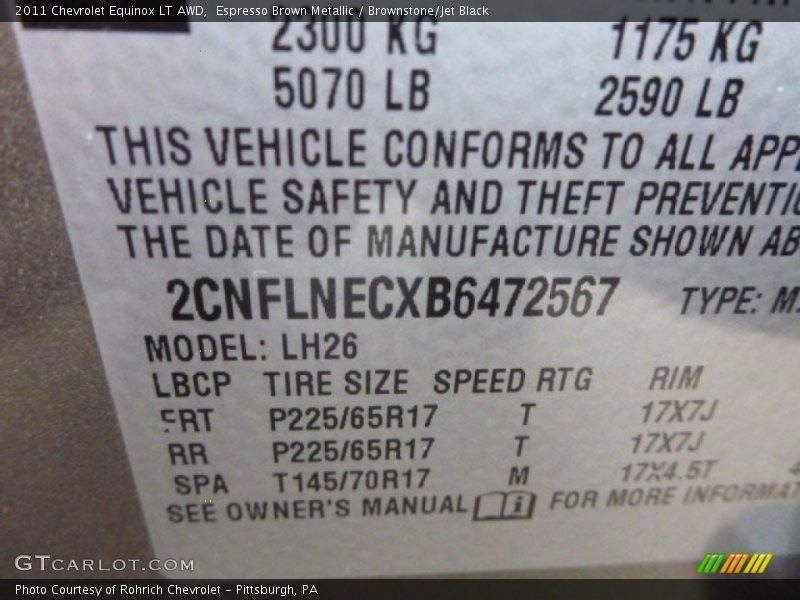 2011 Chevrolet Equinox LT AWD,  Espresso Brown Metallic / Brownstone/Jet Black
2300 KG 1175 KG
5070 LB 2590 LB
THIS VEHICLE CONFORMS TO ALL APP
VEHICLE SAFETY AND THEFT PREVENTIO
THE DATE OF MANUFACTURE SHOWN AB
2CNFLNECXB6472567 TYPE: M
MODEL: LH26
LBCP TIRE SIZE SPEED RTG RIM
FRT P225/65R17 T 17X7J
RR P225/65R17 T 17X7J
SPA T145/70R17 M 17X4.5T
SEE OWNER'S MANUAL i FOR MORE INFORMAT
GTCARLOT.COM
Photo Courtesy of Rohrich Chevrolet - Pittsburgh, PA